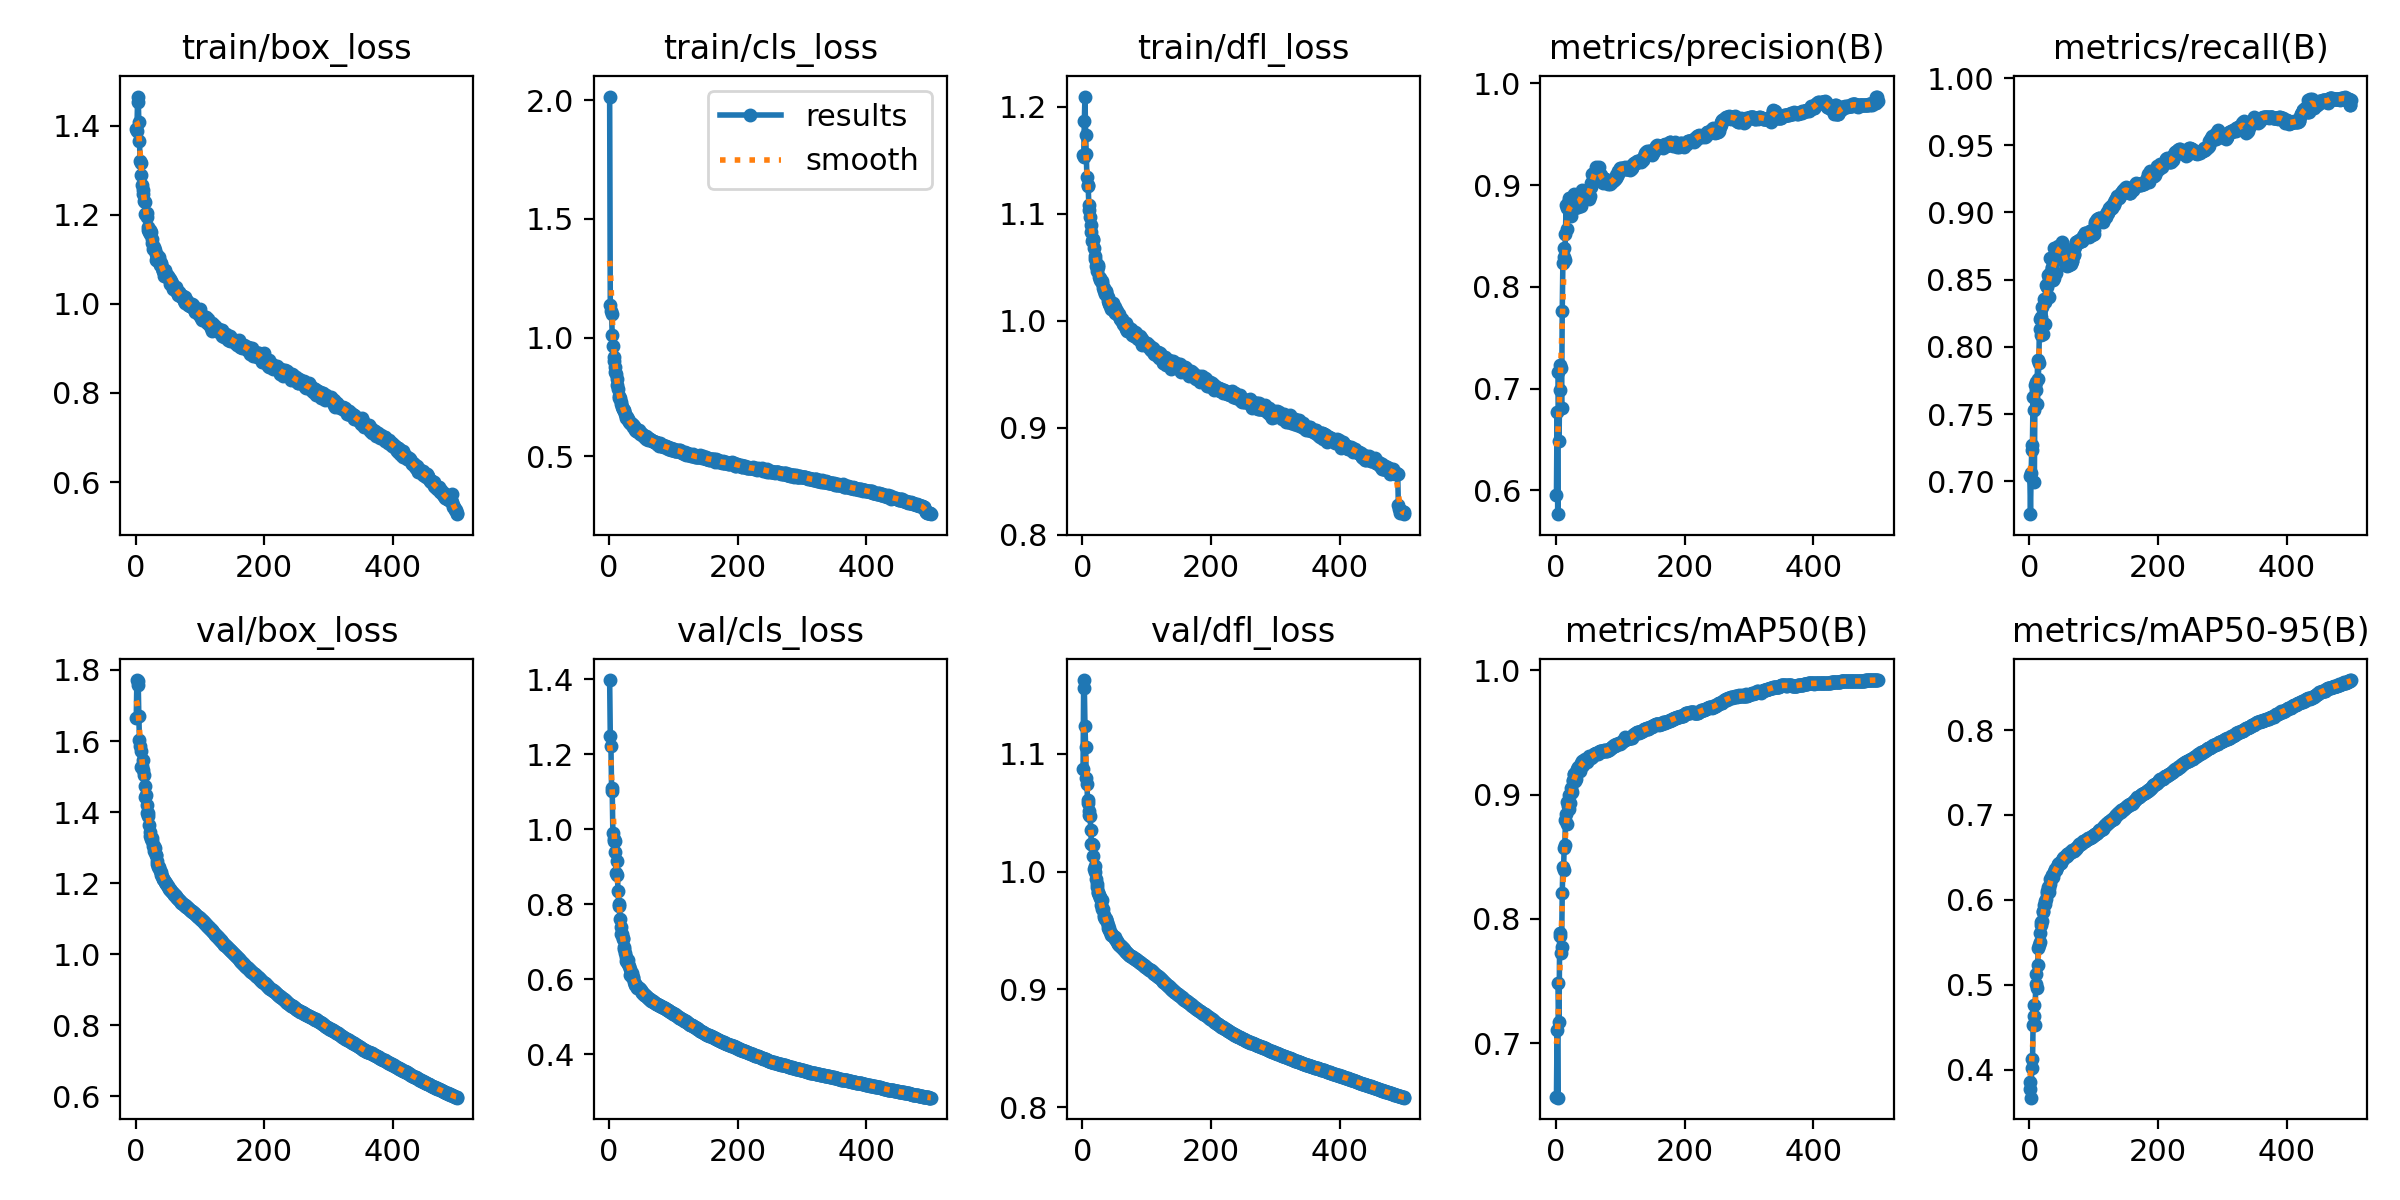 train/box_loss
1.4
1.2
1.0
0.8
0.6
0 200 400
train/cls_loss
results
smooth
2.0
1.5
1.0
0.5
0 200 400
train/dfl_loss
1.2
1.1
1.0
0.9
0.8
0 200 400
metrics/precision(B)
1.0
0.9
0.8
0.7
0.6
0 200 400
metrics/recall(B)
1.00
0.95
0.90
0.85
0.80
0.75
0.70
0 200 400
val/box_loss
1.8
1.6
1.4
1.2
1.0
0.8
0.6
0 200 400
val/cls_loss
1.4
1.2
1.0
0.8
0.6
0.4
0 200 400
val/dfl_loss
1.1
1.0
0.9
0.8
0 200 400
metrics/mAP50(B)
1.0
0.9
0.8
0.7
0 200 400
metrics/mAP50-95(B)
0.8
0.7
0.6
0.5
0.4
0 200 400